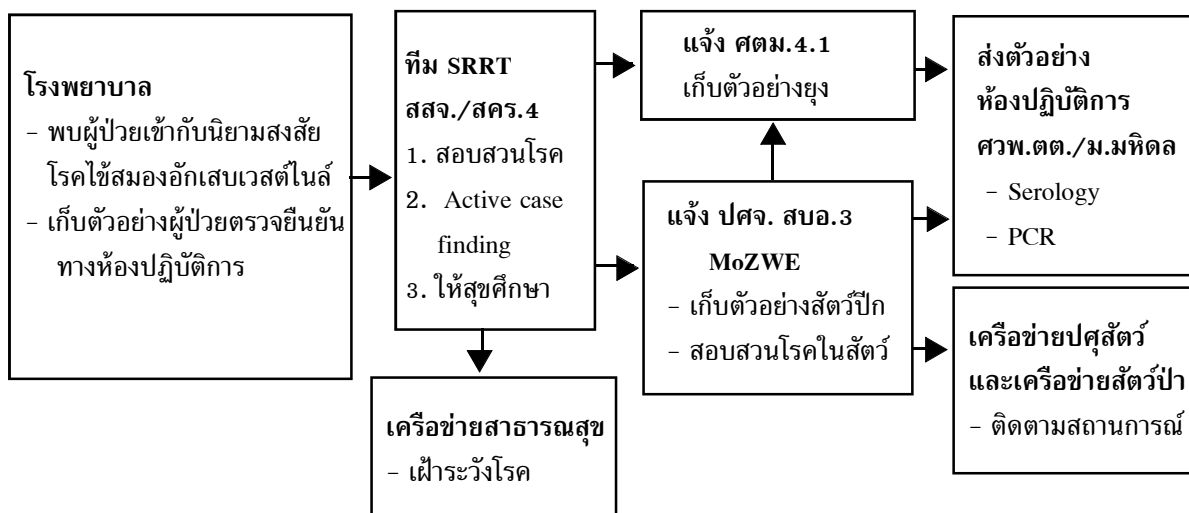 โรงพยาบาล
- พบผู้ป่วยเข้ากับนิยามสงสัย
โรคไข้สมองอักเสบเวสต์ไนล์
- เก็บตัวอย่างผู้ป่วยตรวจยืนยัน
ทางห้องปฏิบัติการ
ทีม SRRT
สสจ./สคร.4
1. สอบสวนโรค
2. Active case
finding
3. ให้สุขศึกษา
เครือข่ายสาธารณสุข
- เฝ้าระวังโรค
แจ้ง ศตม.4.1
เก็บตัวอย่างยุง
แจ้ง ปศจ. สบอ.3
MoZWE
- เก็บตัวอย่างสัตว์ปีก
- สอบสวนโรคในสัตว์
ส่งตัวอย่าง
ห้องปฏิบัติการ
ศวพ.ตต./ม.มหิดล
- Serology
- PCR
เครือข่ายปศุสัตว์
และเครือข่ายสัตว์ป่า
- ติดตามสถานการณ์